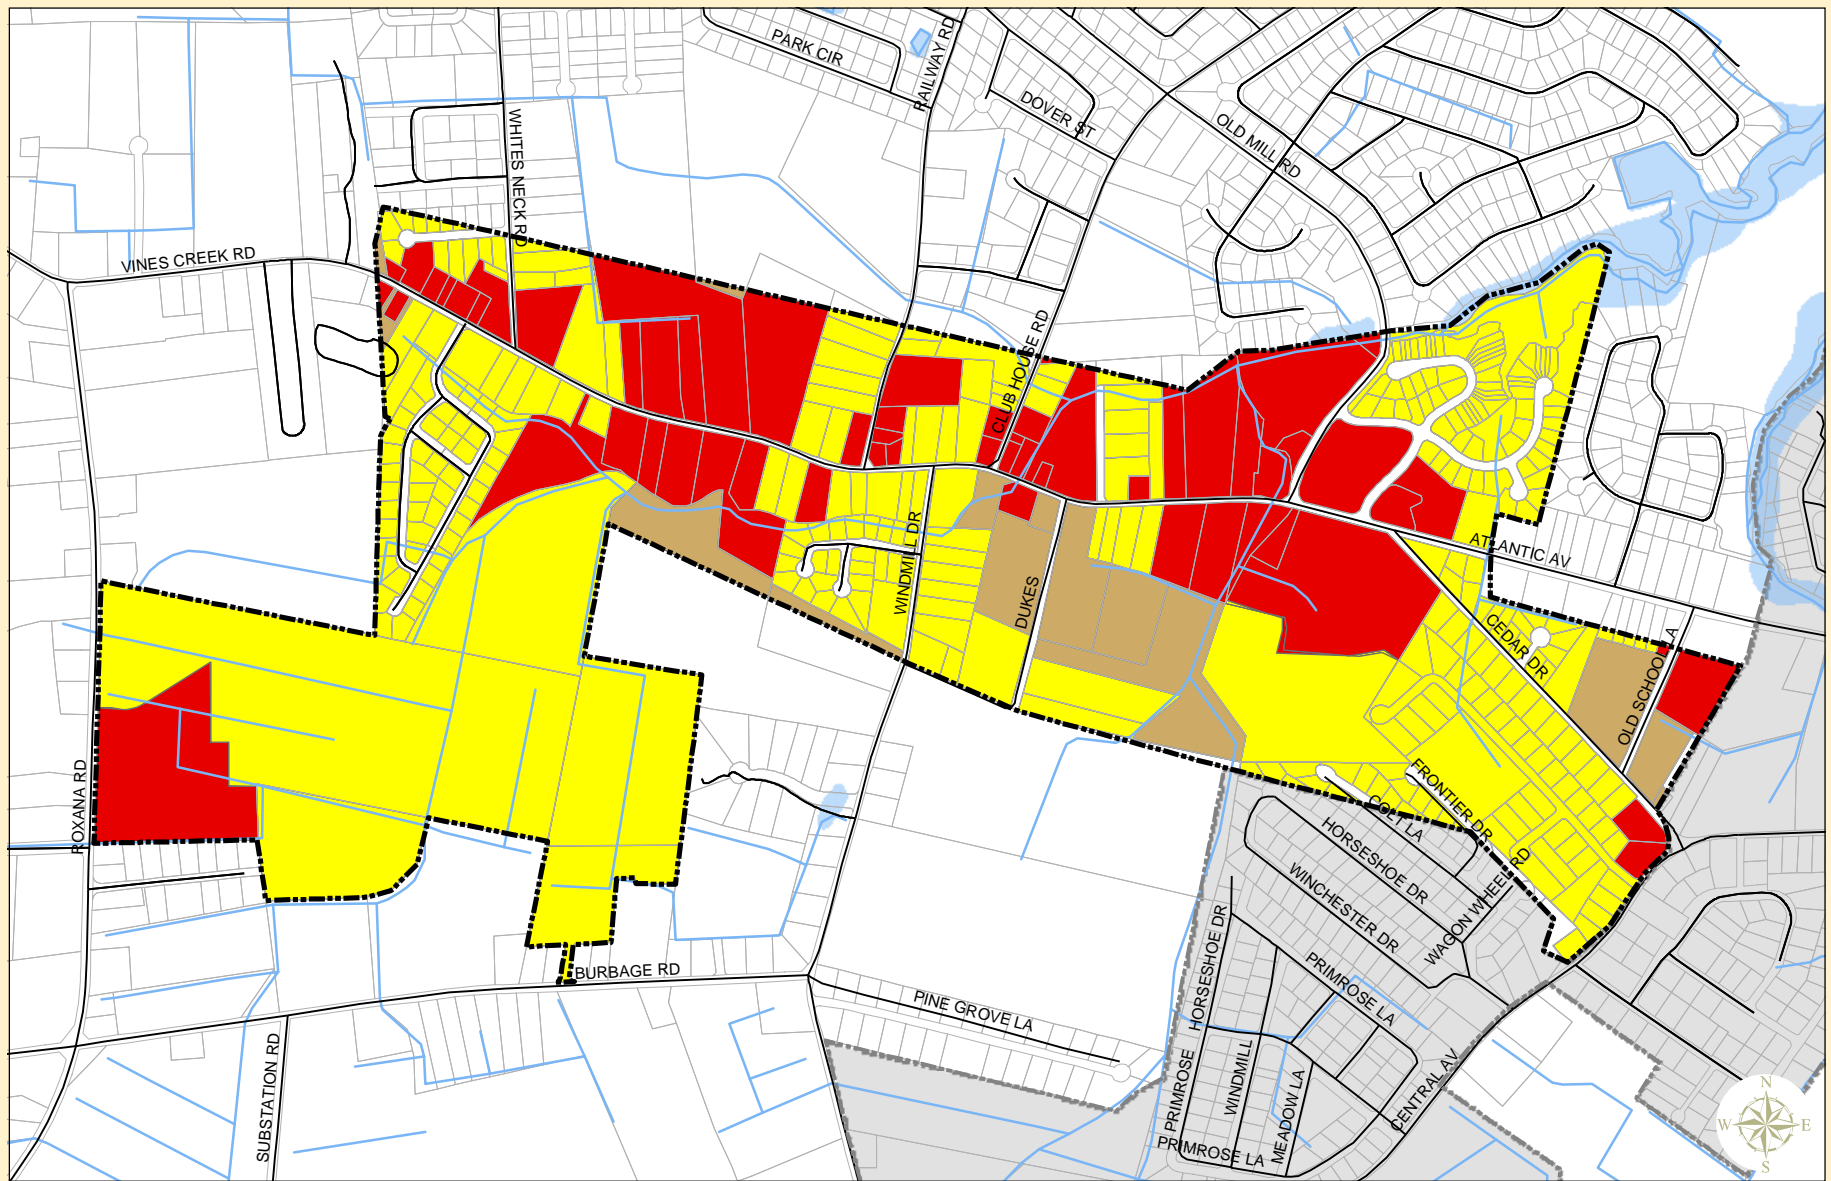 PARK CIR
RAILWAY RD
DOVER ST
OLD MILL RD
WHITES NECK RD
VINES CREEK RD
CLUB HOUSE RD
WINDMILL DR
DUKES
ATLANTIC AV
CEDAR DR
OLD SCHOOL LA
ROXANA RD
FRONTIER DR
COLT LA
HORSESHOE DR
WINCHESTER DR
WAGON WHEEL RD
HORSESHOE DR
PRIMROSE LA
BURBAGE RD
PINE GROVE LA
SUBSTATION RD
PRIMROSE
WINDMILL
MEADOW LA
PRIMROSE LA
CENTRAL AV
N
W
E
S